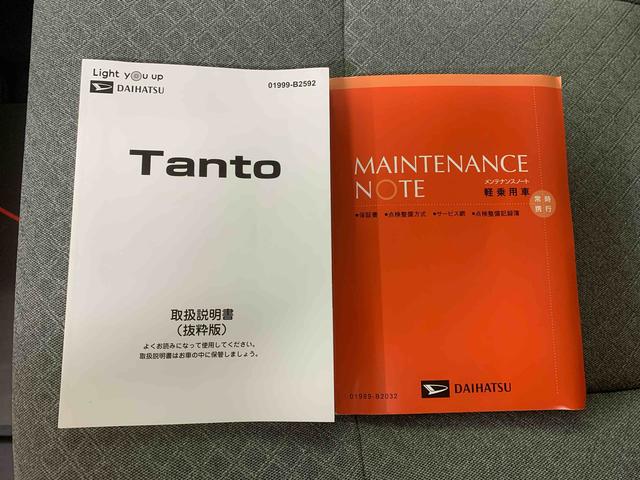 Light you up
DAIHATSU
01999-B2592
Tanto
取扱説明書
(抜粋版)
よくお読みになって使用してください。
取扱説明書はお車の中に保管しましょう。
MAINTENANCE
NOTE
メンテナンスノート
軽乗用車
常時
携行
●保証書 ●点検整備方式 ●サービス網 ●点検整備記録簿
01989-B2032
DAIHATSU